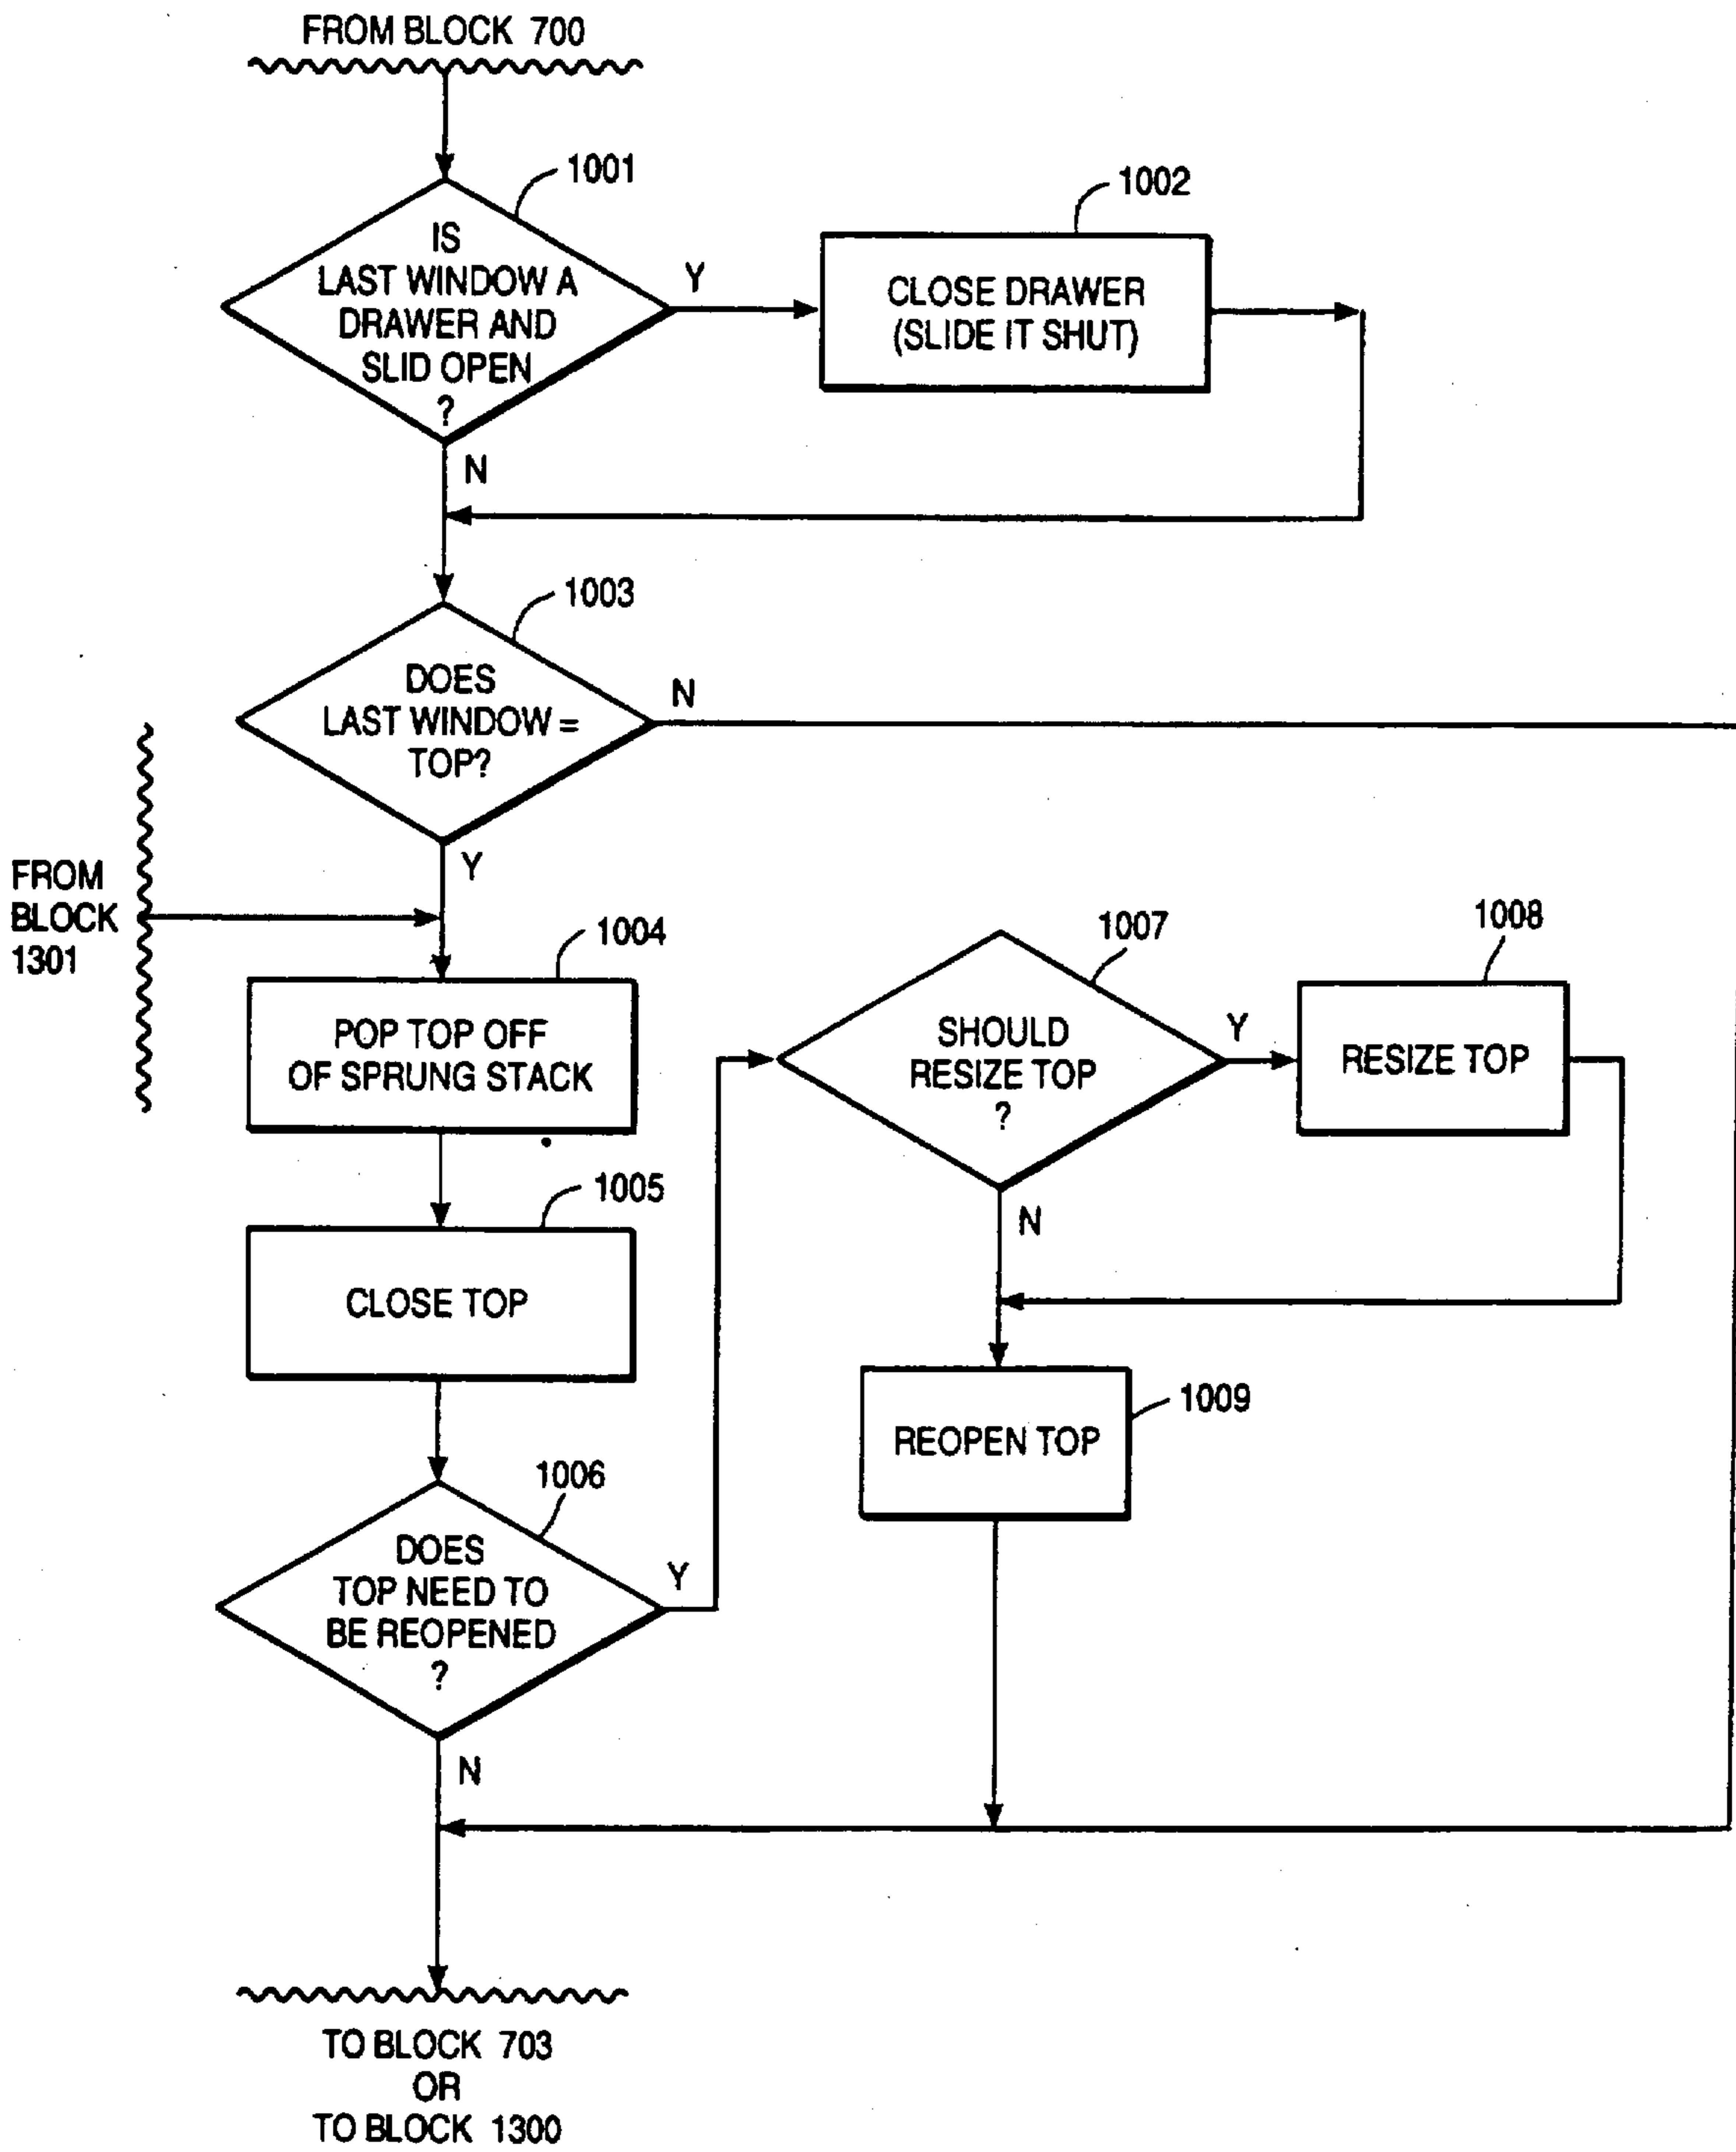 FROM BLOCK 700
1001
IS
LAST WINDOW A
DRAWER AND
SLID OPEN
?
Y
N
1002
CLOSE DRAWER
(SLIDE IT SHUT)
1003
DOES
LAST WINDOW =
TOP?
N
Y
FROM
BLOCK
1301
1004
POP TOP OFF
OF SPRUNG STACK
1005
CLOSE TOP
1006
DOES
TOP NEED TO
BE REOPENED
?
Y
N
1007
SHOULD
RESIZE TOP
?
Y
N
1008
RESIZE TOP
1009
REOPEN TOP
TO BLOCK 703
OR
TO BLOCK 1300